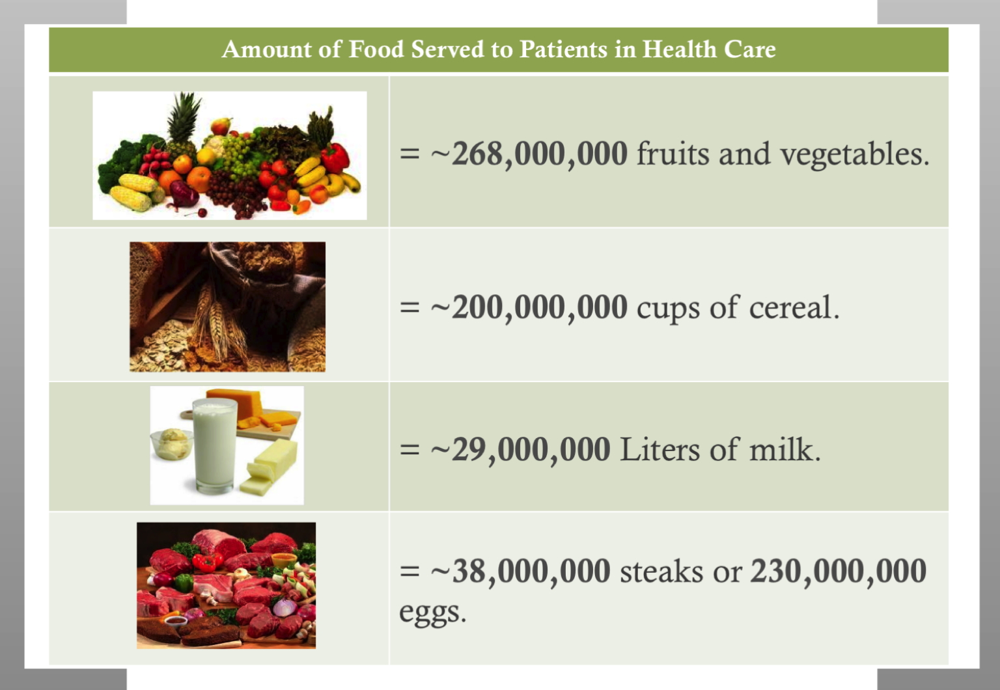 Amount of Food Served to Patients in Health Care
= ~268,000,000 fruits and vegetables.
= ~200,000,000 cups of cereal.
= ~29,000,000 Liters of milk.
= ~38,000,000 steaks or 230,000,000
eggs.